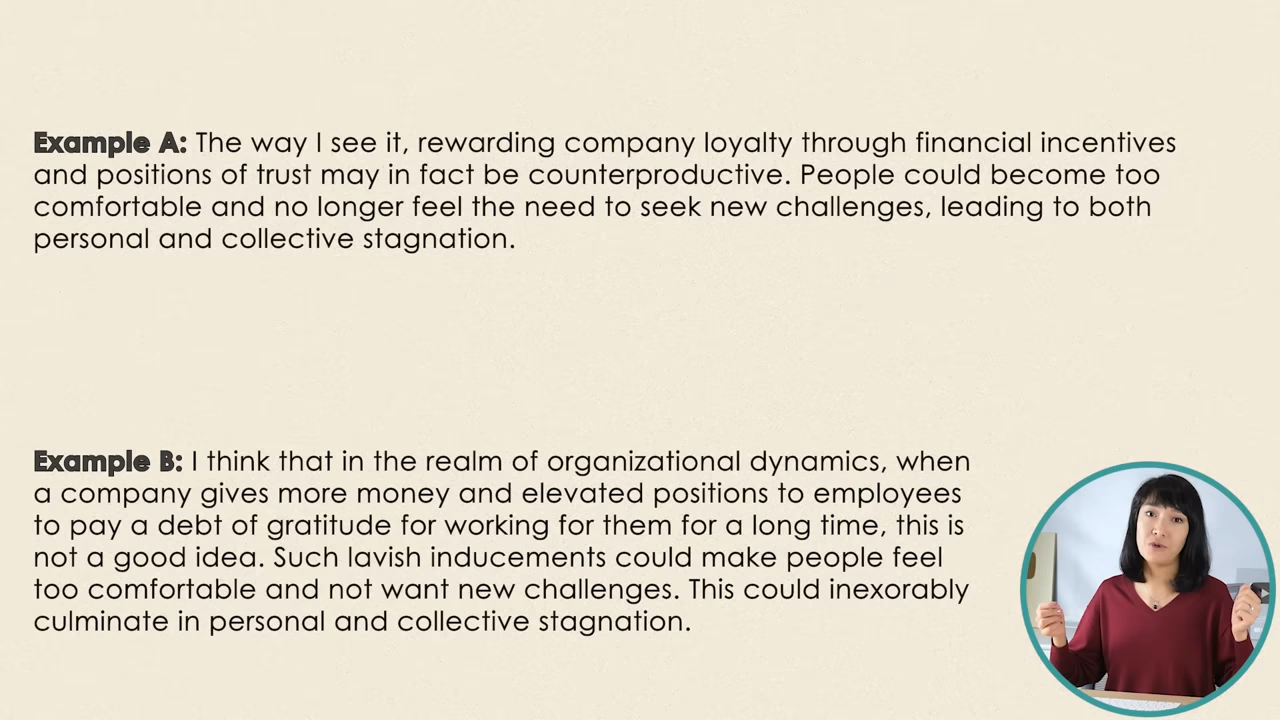 Example A: The way I see it, rewarding company loyalty through financial incentives
and positions of trust may in fact be counterproductive. People could become too
comfortable and no longer feel the need to seek new challenges, leading to both
personal and collective stagnation.
Example B: I think that in the realm of organizational dynamics, when
a company gives more money and elevated positions to employees
to pay a debt of gratitude for working for them for a long time, this is
not a good idea. Such lavish inducements could make people feel
too comfortable and not want new challenges. This could inexorably
culminate in personal and collective stagnation.